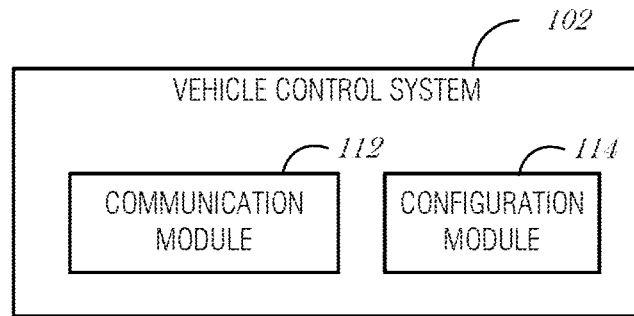 102
VEHICLE CONTROL SYSTEM
112
114
COMMUNICATION
MODULE
CONFIGURATION
MODULE